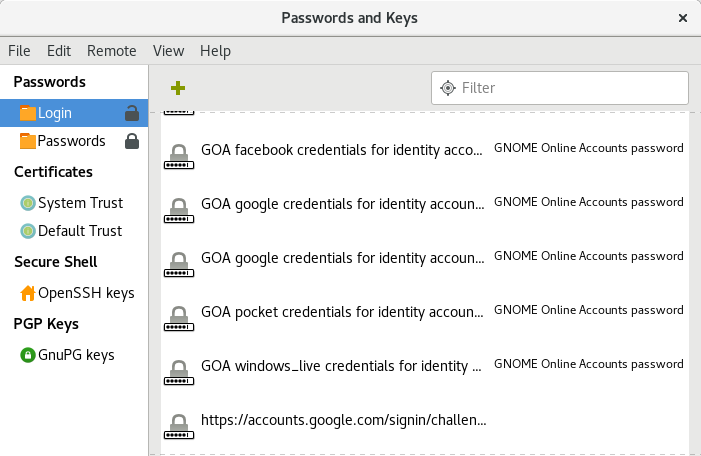 Passwords and Keys
File Edit Remote View Help
Passwords
Login
Passwords
Certificates
System Trust
Default Trust
Secure Shell
OpenSSH keys
PGP Keys
GnuPG keys
Filter
GOA facebook credentials for identity acco... GNOME Online Accounts password
GOA google credentials for identity accoun... GNOME Online Accounts password
GOA google credentials for identity accoun... GNOME Online Accounts password
GOA pocket credentials for identity accoun... GNOME Online Accounts password
GOA windows_live credentials for identity ... GNOME Online Accounts password
https://accounts.google.com/signin/challen...